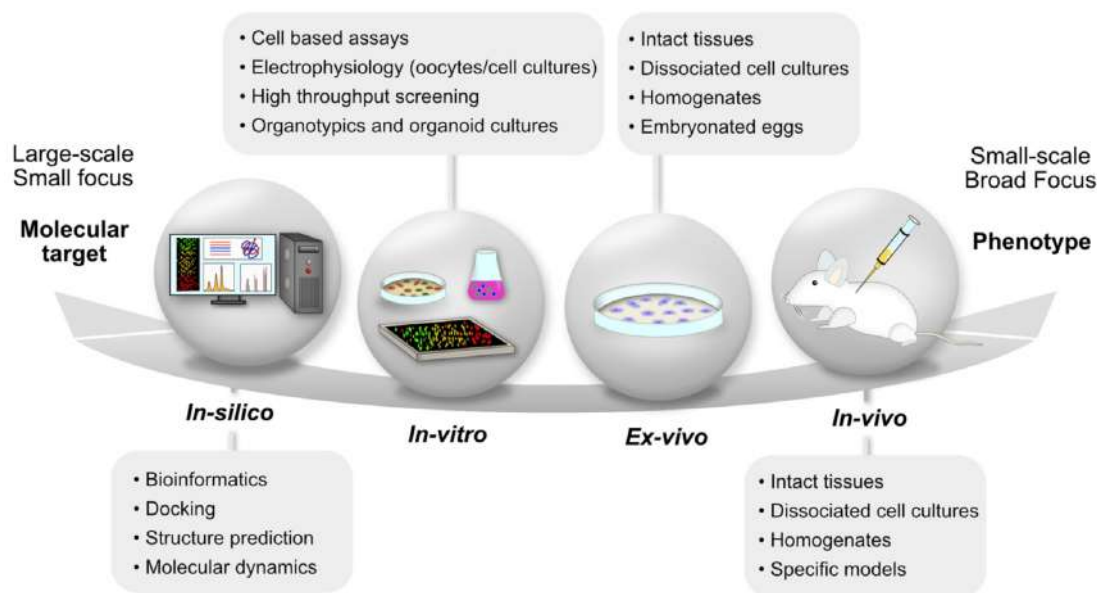 • Cell based assays
• Electrophysiology (oocytes/cell cultures)
• High throughput screening
• Organotypics and organoid cultures
• Intact tissues
• Dissociated cell cultures
• Homogenates
• Embryonated eggs
Large-scale
Small focus
Molecular
target
Small-scale
Broad Focus
Phenotype
In-silico
In-vitro
Ex-vivo
In-vivo
• Bioinformatics
• Docking
• Structure prediction
• Molecular dynamics
• Intact tissues
• Dissociated cell cultures
• Homogenates
• Specific models